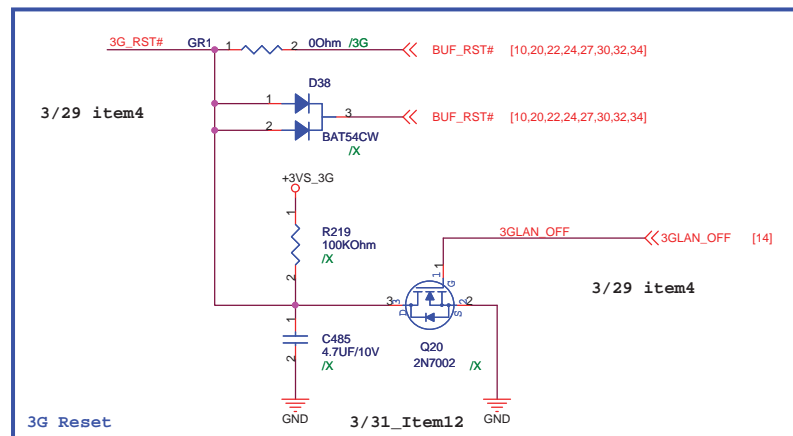 3G_RST# GR1 1 2 0Ohm /3G BUF_RST# [10,20,22,24,27,30,32,34]
D38
1
3/29 item4
3 BUF_RST# [10,20,22,24,27,30,32,34]
2
BAT54CW
/X
+3VS_3G
1
R219
100KOhm
/X
2
3GLAN_OFF 3GLAN_OFF [14]
1
1 G
3/29 item4
3 3 D S 2 2
1
C485
4.7UF/10V
/X
2
Q20
2N7002 /X
GND GND
3G Reset 3/31_Item12